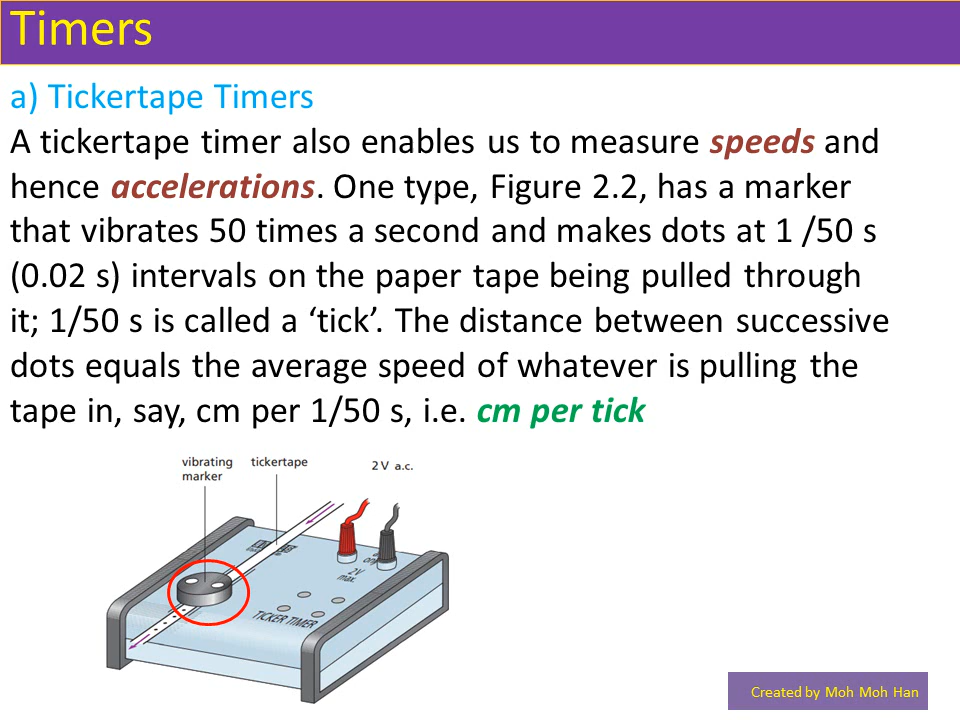 Timers
a) Tickertape Timers
A tickertape timer also enables us to measure speeds and
hence accelerations. One type, Figure 2.2, has a marker
that vibrates 50 times a second and makes dots at 1 /50 s
(0.02 s) intervals on the paper tape being pulled through
it; 1/50 s is called a ‘tick’. The distance between successive
dots equals the average speed of whatever is pulling the
tape in, say, cm per 1/50 s, i.e. cm per tick
vibrating
marker
tickertape
2 V a.c.
2 V
max.
TICKER TIMER
Created by Moh Moh Han